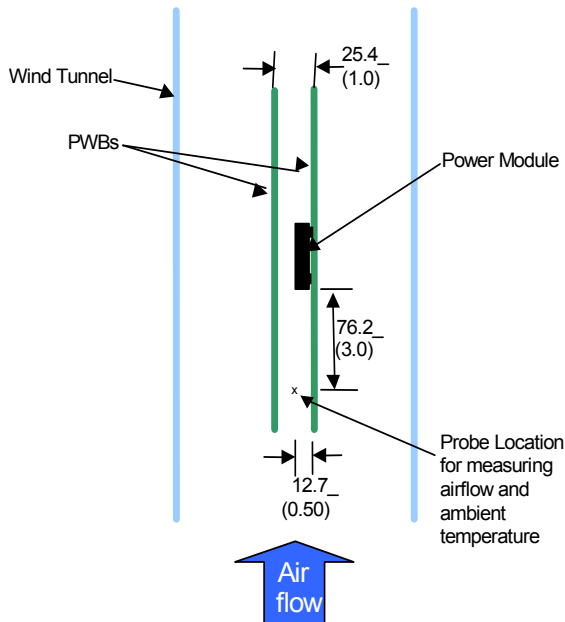 25.4_
(1.0)
Wind Tunnel
PWBs
Power Module
76.2_
(3.0)
x
Probe Location
for measuring
airflow and
ambient
temperature
12.7_
(0.50)
Air
flow